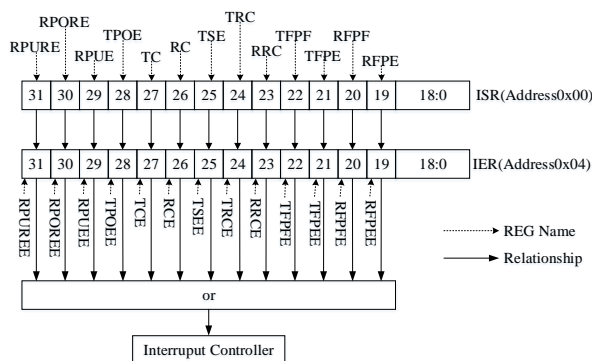 RPURE
RPORE
RPUE
TPOE
TC
RC
TSE
TRC
RRC
TFPF
TFPE
RFPF
RFPE
31 30 29 28 27 26 25 24 23 22 21 20 19 18:0 ISR(Address0x00)
31 30 29 28 27 26 25 24 23 22 21 20 19 18:0 IER(Address0x04)
RPUREE
RPOREE
RPUEE
TPOEE
TCE
RCE
TSEE
TRCE
RRCE
TFPFE
TFPEE
RFPFE
RFPEE
REG Name
Relationship
or
Interruput Controller